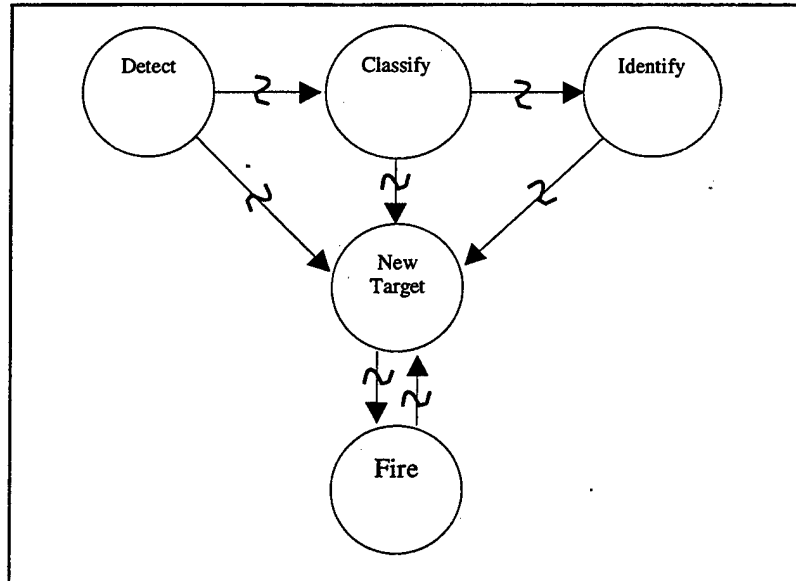 Detect
Classify
Identify
New
Target
Fire